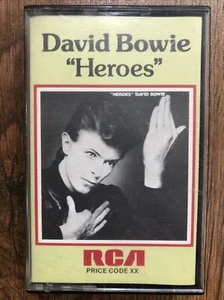 David Bowie
"Heroes"
"HEROES" DAVID BOWIE
RCA
PRICE CODE XX